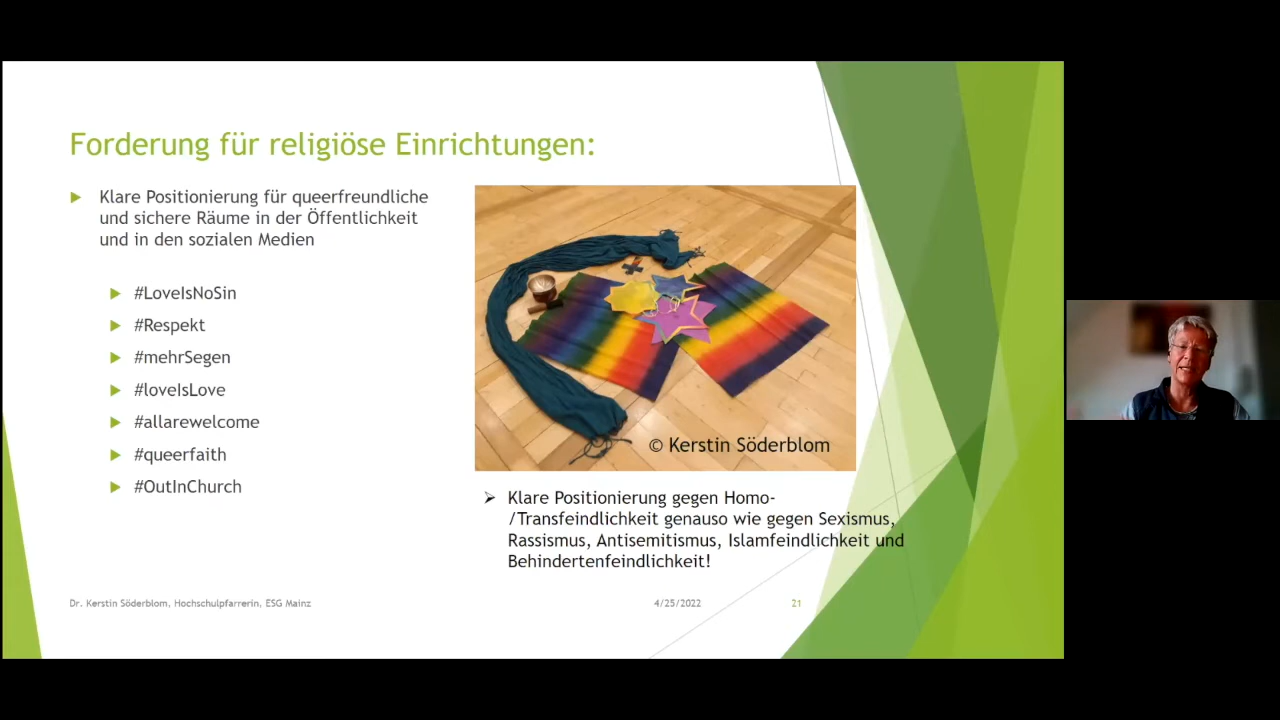 Forderung für religiöse Einrichtungen:
Klare Positionierung für queerfreundliche
und sichere Räume in der Öffentlichkeit
und in den sozialen Medien
#LoveIsNoSin
#Respekt
#mehrSegen
#loveIsLove
#allarewelcome
#queerfaith
#OutInChurch
© Kerstin Söderblom
Klare Positionierung gegen Homo-
/Transfeindlichkeit genauso wie gegen Sexismus,
Rassismus, Antisemitismus, Islamfeindlichkeit und
Behindertenfeindlichkeit!
Dr. Kerstin Söderblom, Hochschulpfarrerin, ESG Mainz
4/25/2022
21